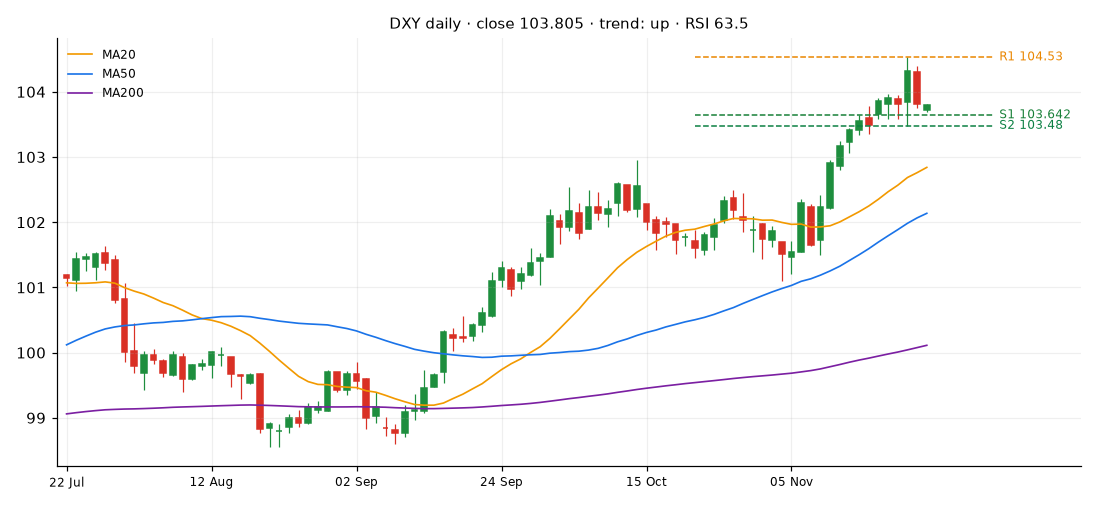 DXY daily · close 103.805 · trend: up · RSI 63.5
MA20
MA50
MA200
R1 104.53
S1 103.642
S2 103.48
104
103
102
101
100
99
22 Jul
12 Aug
02 Sep
24 Sep
15 Oct
05 Nov